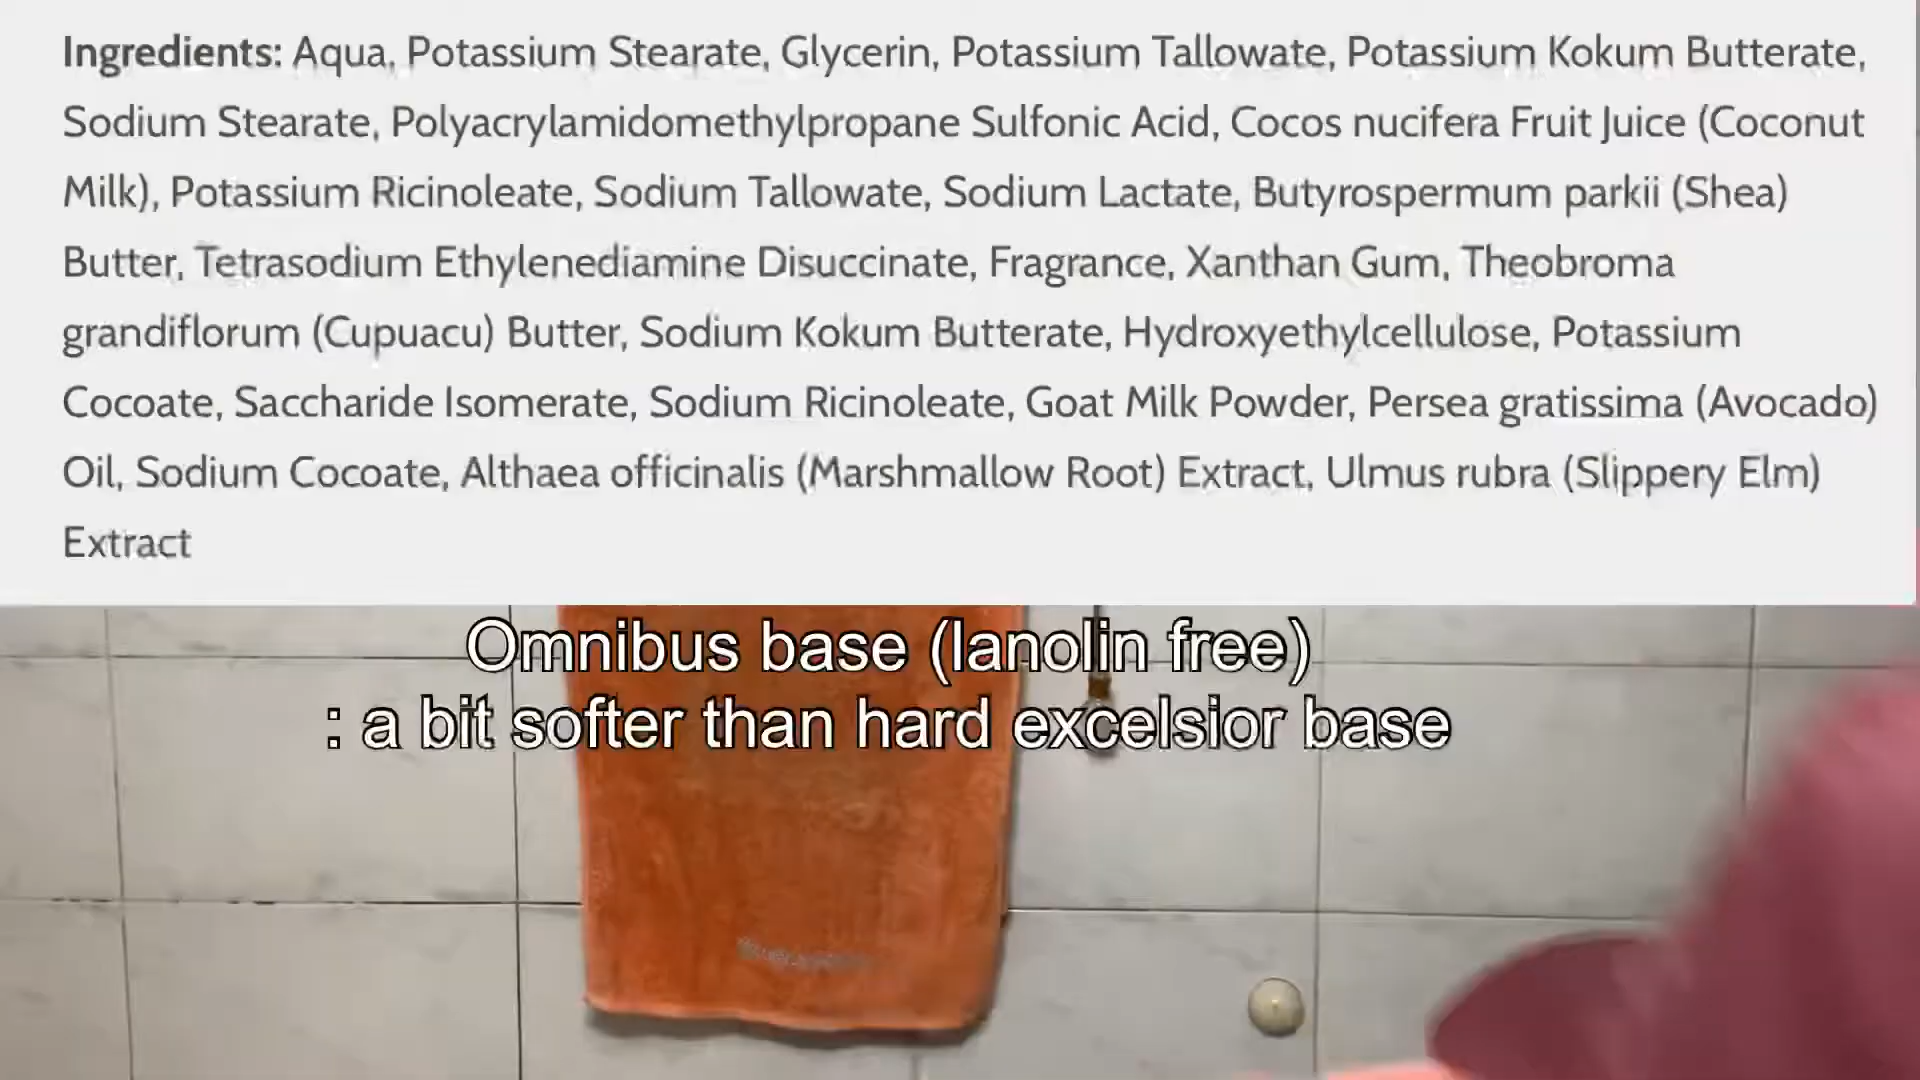 Ingredients: Aqua, Potassium Stearate, Glycerin, Potassium Tallowate, Potassium Kokum Butterate,
Sodium Stearate, Polyacrylamidomethylpropane Sulfonic Acid, Cocos nucifera Fruit Juice (Coconut
Milk), Potassium Ricinoleate, Sodium Tallowate, Sodium Lactate, Butyrospermum parkii (Shea)
Butter, Tetrasodium Ethylenediamine Disuccinate, Fragrance, Xanthan Gum, Theobroma
grandiflorum (Cupuacu) Butter, Sodium Kokum Butterate, Hydroxyethylcellulose, Potassium
Cocoate, Saccharide Isomerate, Sodium Ricinoleate, Goat Milk Powder, Persea gratissima (Avocado)
Oil, Sodium Cocoate, Althaea officinalis (Marshmallow Root) Extract, Ulmus rubra (Slippery Elm)
Extract
Omnibus base (lanolin free)
: a bit softer than hard excelsior base